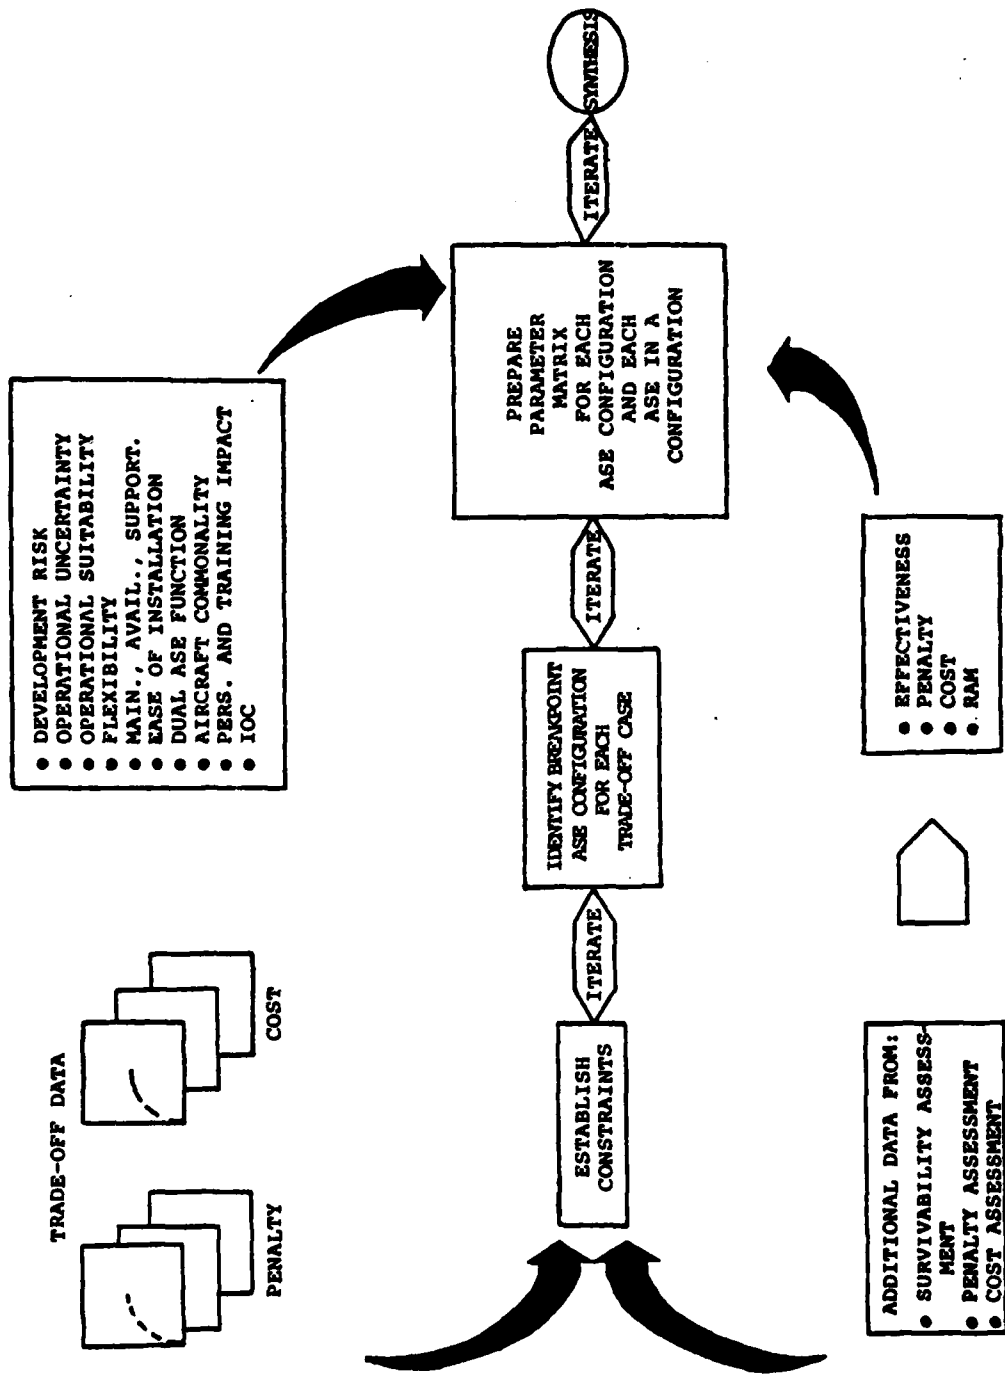 TRADE-OFF DATA
PENALTY
COST
● DEVELOPMENT RISK
● OPERATIONAL UNCERTAINTY
● OPERATIONAL SUITABILITY
● FLEXIBILITY
● MAIN., AVAIL., SUPPORT.
● EASE OF INSTALLATION
● DUAL ASE FUNCTION
● AIRCRAFT COMMONALITY
● PERS. AND TRAINING IMPACT
● IOC
ESTABLISH
CONSTRAINTS
ITERATE
IDENTIFY BREAKPOINT
ASE CONFIGURATION
FOR EACH
TRADE-OFF CASE
ITERATE
PREPARE
PARAMETER
MATRIX
FOR EACH
ASE CONFIGURATION
AND EACH
ASE IN A
CONFIGURATION
ITERATE
SYNTHESIS
ADDITIONAL DATA FROM:
● SURVIVABILITY ASSESS-
MENT
● PENALTY ASSESSMENT
● COST ASSESSMENT
● EFFECTIVENESS
● PENALTY
● COST
● RAM